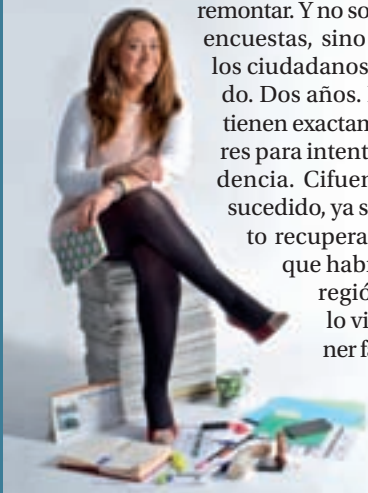 remontar. Y no so
encuestas, sino
los ciudadanos
do. Dos años.
tienen exactam
res para intent
dencia. Cifuen
sucedido, ya s
to recupera
que habi
regió
lo vi
ner fa